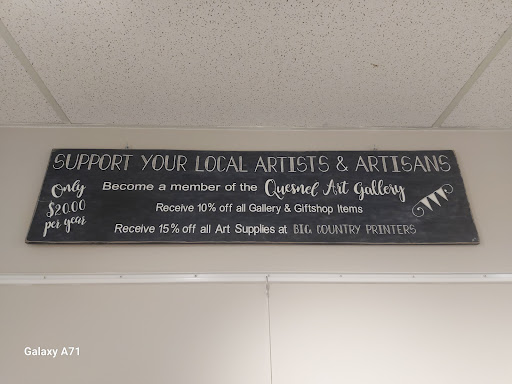 SUPPORT YOUR LOCAL ARTISTS & ARTISANS
Only
$20.00
per year
Become a member of the Quesnel Art Gallery
Receive 10% off all Gallery & Giftshop Items
Receive 15% off all Art Supplies at BIG COUNTRY PRINTERS
Galaxy A71